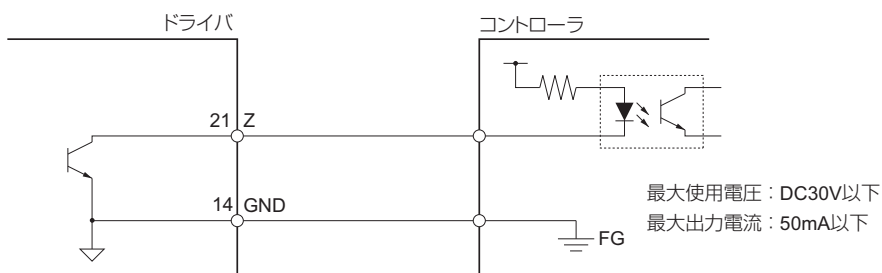 ドライバ
コントローラ
21 Z
14 GND
FG
最大使用電圧：DC30V以下
最大出力電流：50mA以下